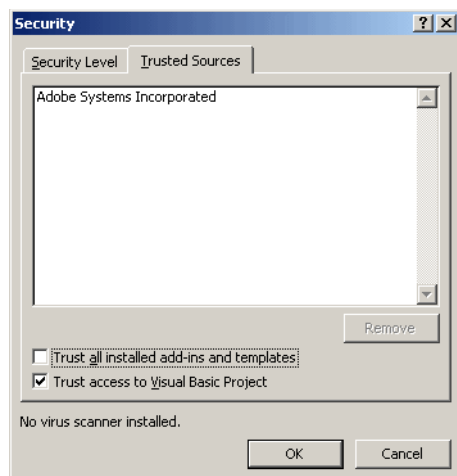 Security
Security Level
Trusted Sources
Adobe Systems Incorporated
Remove
Trust all installed add-ins and templates
Trust access to Visual Basic Project
No virus scanner installed.
OK
Cancel